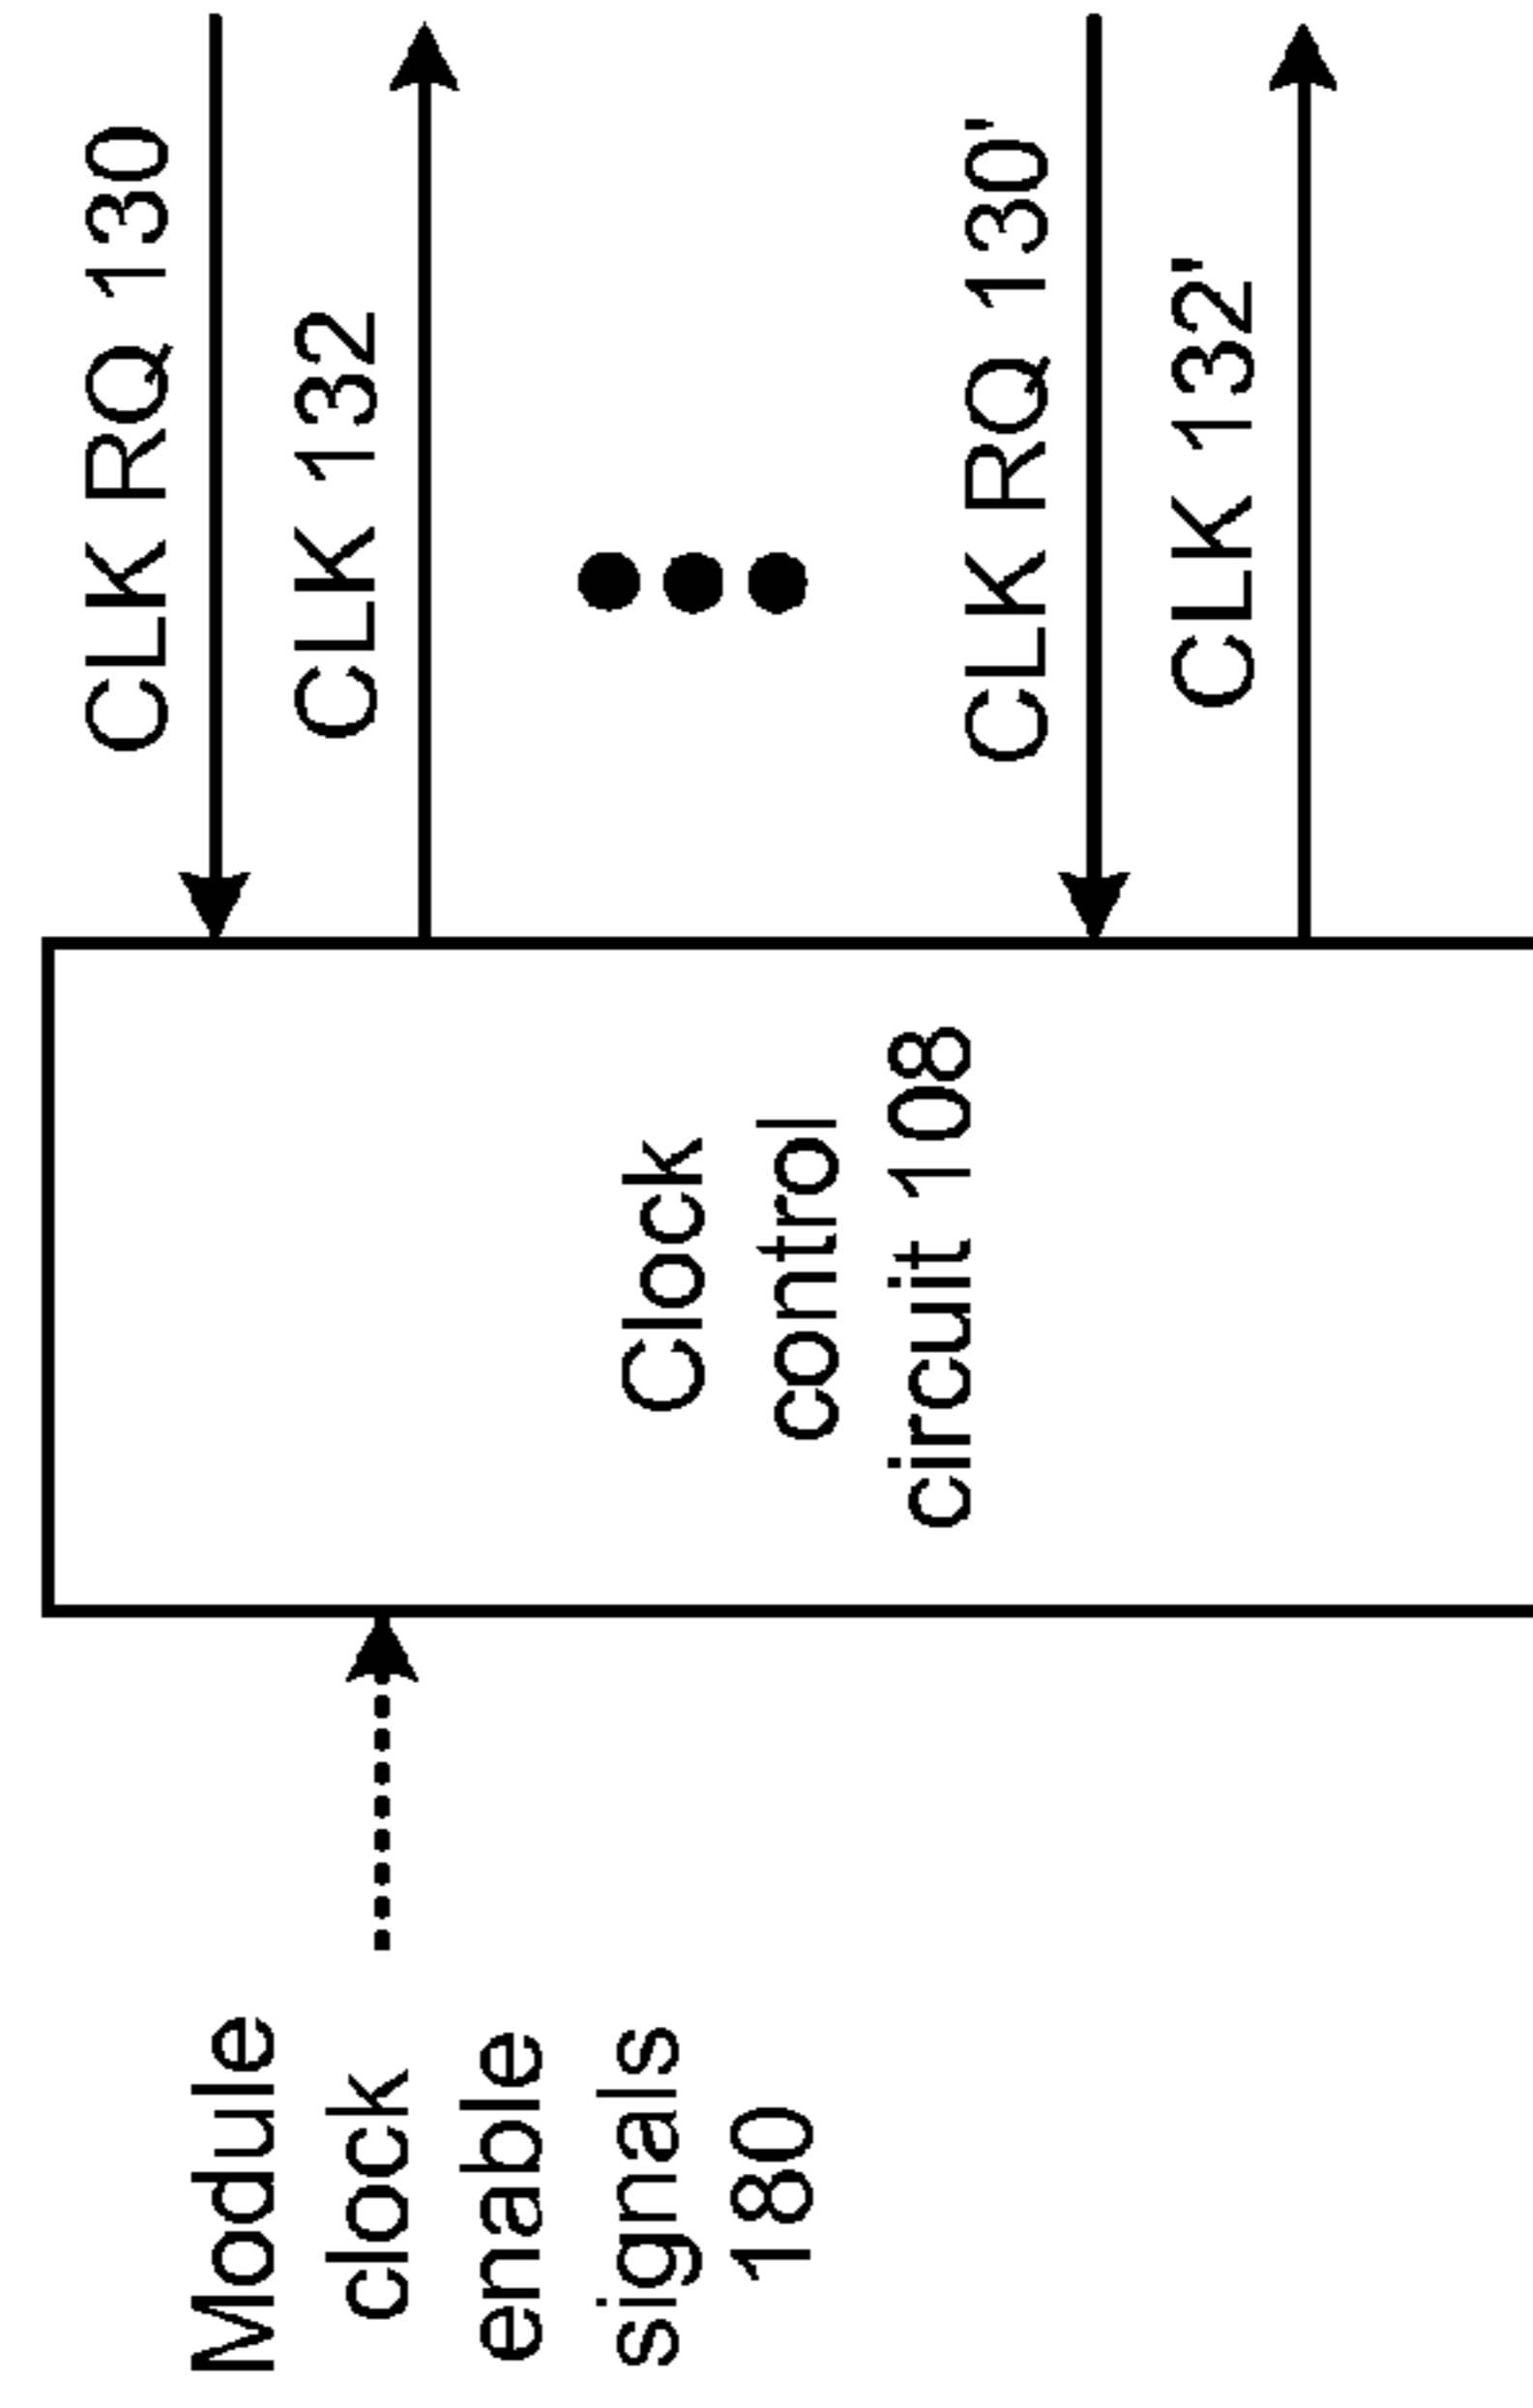 Module
clock
enable
signals
180
Clock
control
circuit 108
CLK RQ 130
CLK 132
CLK RQ 130'
CLK 132'